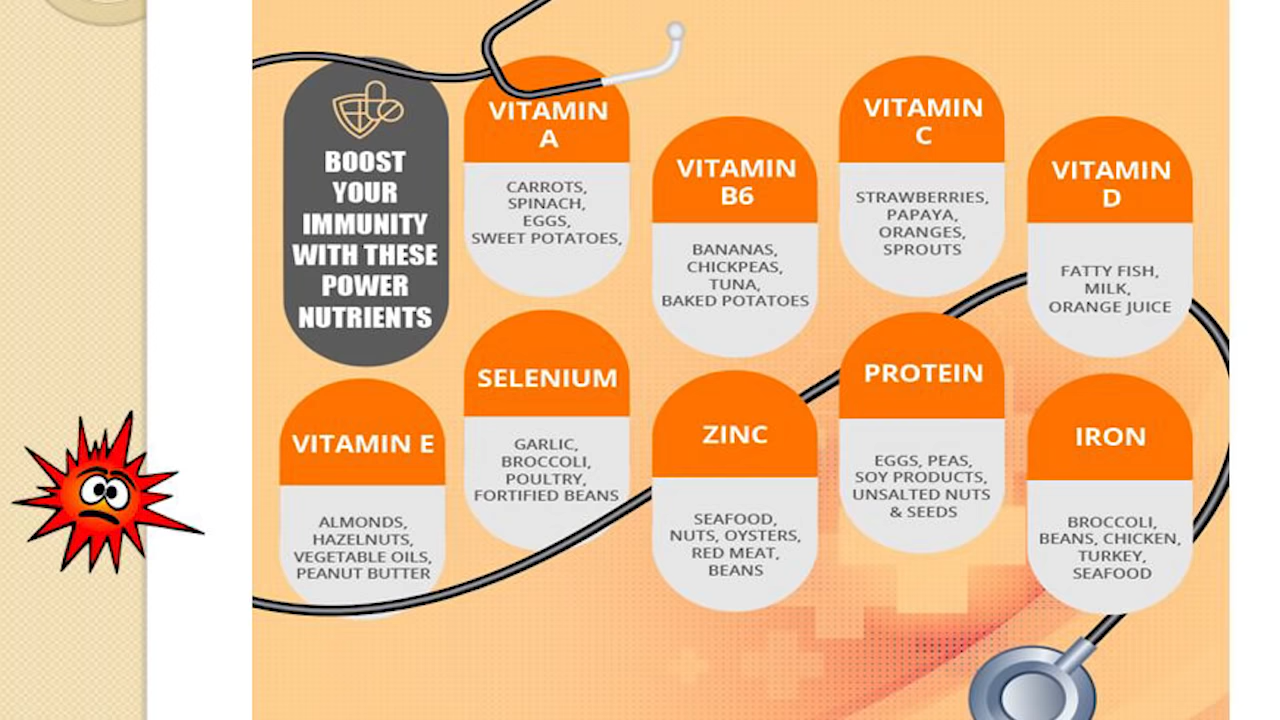 BOOST
YOUR
IMMUNITY
WITH THESE
POWER
NUTRIENTS
VITAMIN
A
CARROTS,
SPINACH,
EGGS,
SWEET POTATOES,
VITAMIN
B6
BANANAS,
CHICKPEAS,
TUNA,
BAKED POTATOES
VITAMIN
C
STRAWBERRIES,
PAPAYA,
ORANGES,
SPROUTS
VITAMIN
D
FATTY FISH,
MILK,
ORANGE JUICE
VITAMIN E
ALMONDS,
HAZELNUTS,
VEGETABLE OILS,
PEANUT BUTTER
SELENIUM
GARLIC,
BROCCOLI,
POULTRY,
FORTIFIED BEANS
ZINC
SEAFOOD,
NUTS, OYSTERS,
RED MEAT,
BEANS
PROTEIN
EGGS, PEAS,
SOY PRODUCTS,
UNSALTED NUTS
& SEEDS
IRON
BROCCOLI,
BEANS, CHICKEN,
TURKEY,
SEAFOOD